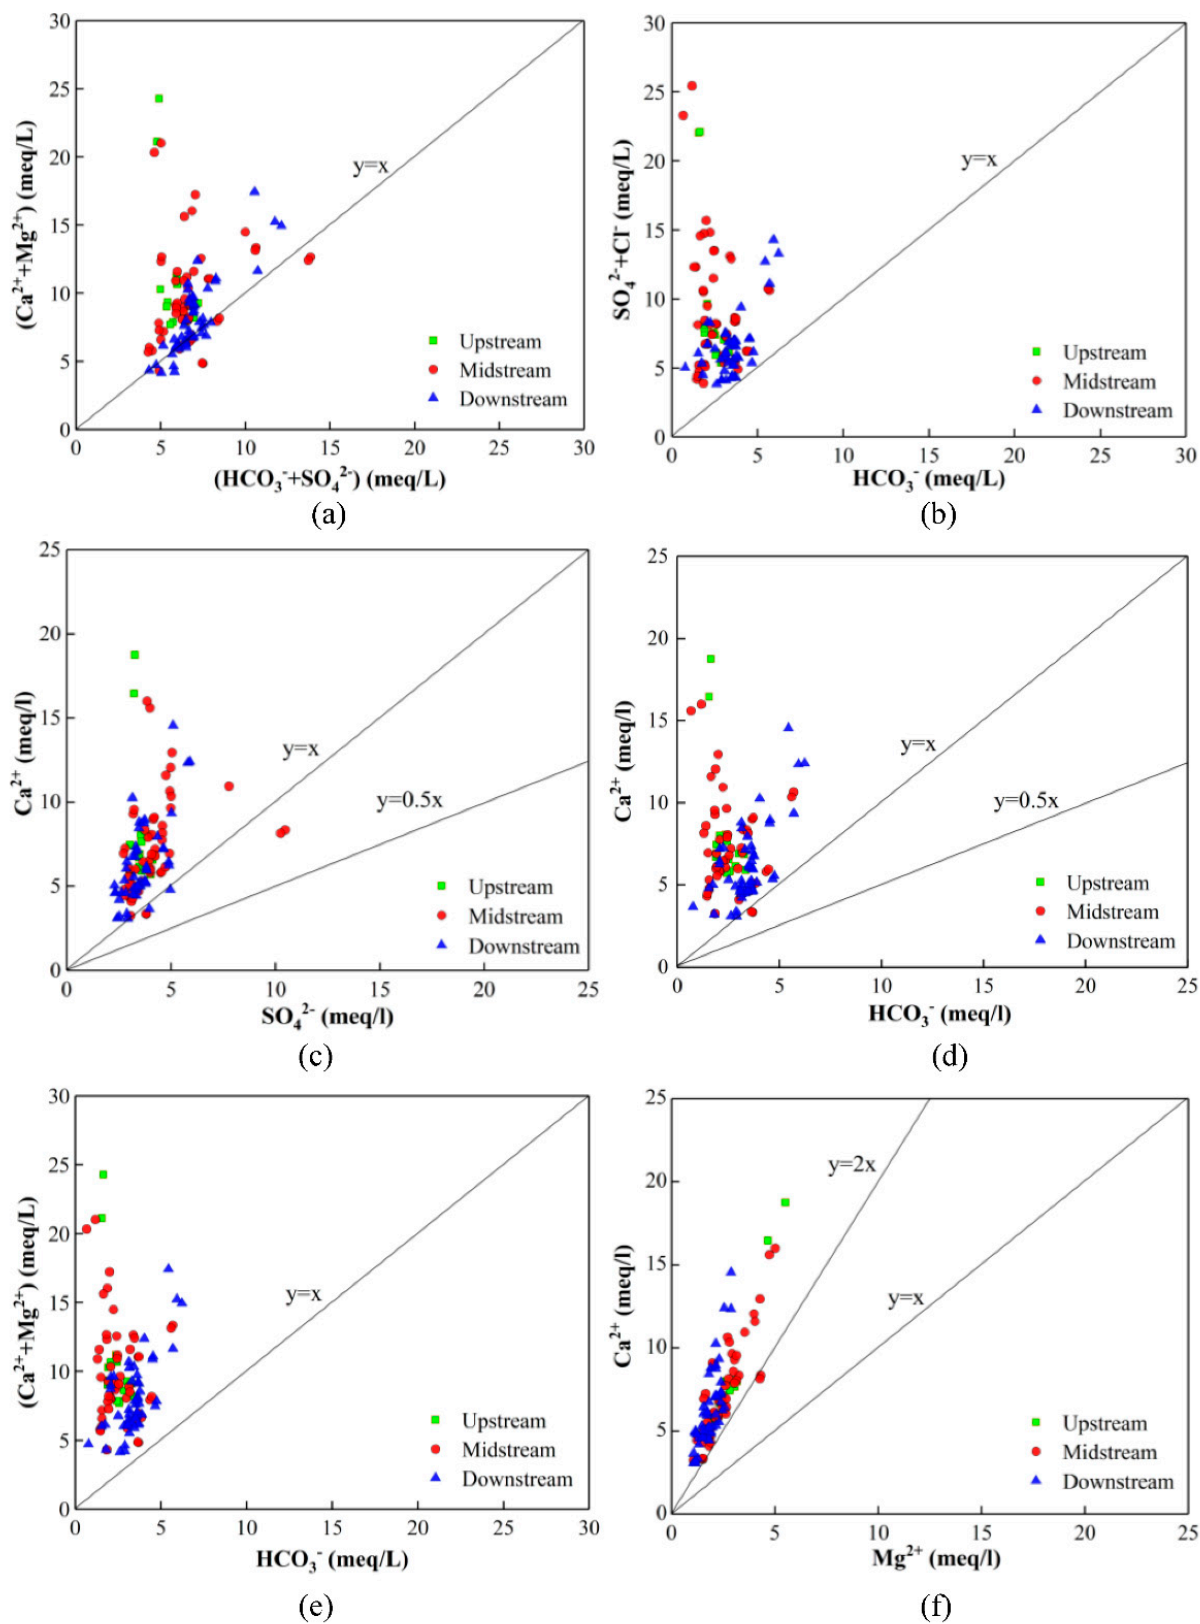 30
25
20
15
10
5
0
(Ca²⁺+Mg²⁺) (meq/L)
y=x
Upstream
Midstream
Downstream
0 5 10 15 20 25 30
(HCO₃⁻+SO₄²⁻) (meq/L)
(a)
30
25
20
15
10
5
0
SO₄²⁻+Cl⁻ (meq/L)
y=x
Upstream
Midstream
Downstream
0 5 10 15 20 25 30
HCO₃⁻ (meq/L)
(b)
25
20
15
10
5
0
Ca²⁺ (meq/l)
y=x
y=0.5x
Upstream
Midstream
Downstream
0 5 10 15 20 25
SO₄²⁻ (meq/l)
(c)
25
20
15
10
5
0
Ca²⁺ (meq/l)
y=x
y=0.5x
Upstream
Midstream
Downstream
0 5 10 15 20 25
HCO₃⁻ (meq/l)
(d)
30
25
20
15
10
5
0
(Ca²⁺+Mg²⁺) (meq/L)
y=x
Upstream
Midstream
Downstream
0 5 10 15 20 25 30
HCO₃⁻ (meq/L)
(e)
25
20
15
10
5
0
Ca²⁺ (meq/l)
y=2x
y=x
Upstream
Midstream
Downstream
0 5 10 15 20 25
Mg²⁺ (meq/l)
(f)